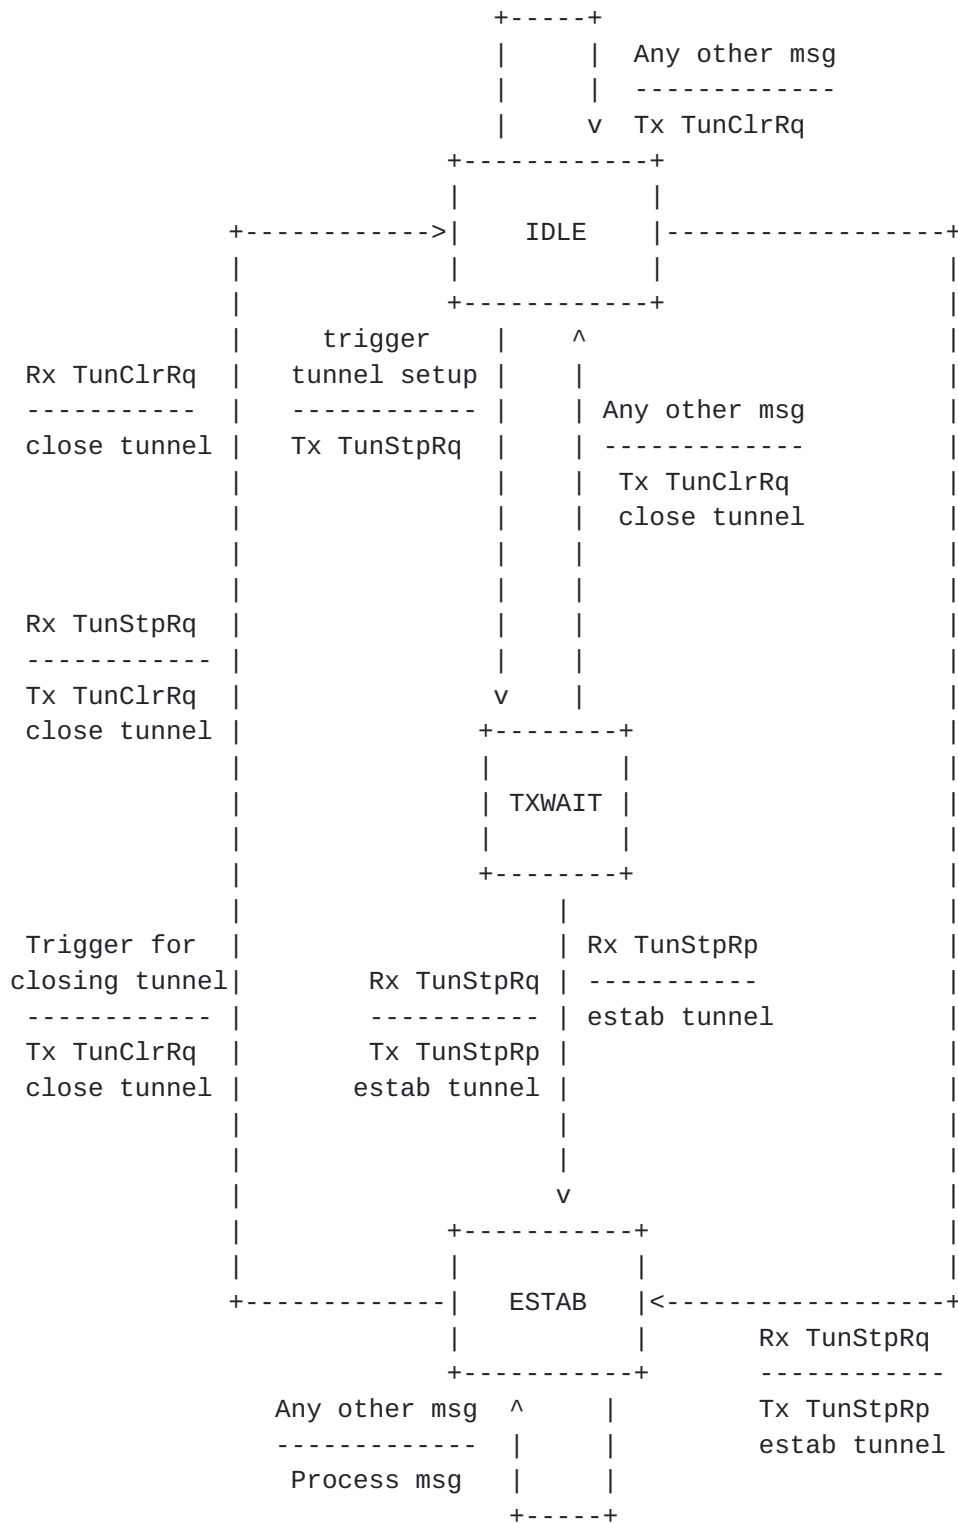 +-----+
                               |     |  Any other msg
                               |     |  -------------
                               |     v  Tx TunClrRq
                            +------------+
                            |            |
              +------------>|    IDLE    |------------------+
              |             |            |                  |
              |             +------------+                  |
              |     trigger    |    ^                       |
 Rx TunClrRq  |   tunnel setup |    |                       |
 -----------  |   ------------ |    | Any other msg         |
 close tunnel |   Tx TunStpRq  |    | -------------         |
              |                |    |  Tx TunClrRq          |
              |                |    |  close tunnel         |
              |                |    |                       |
              |                |    |                       |
 Rx TunStpRq  |                |    |                       |
 ------------ |                |    |                       |
 Tx TunClrRq  |                v    |                       |
 close tunnel |               +--------+                    |
              |               |        |                    |
              |               | TXWAIT |                    |
              |               |        |                    |
              |               +--------+                    |
              |                    |                        |
 Trigger for  |                    | Rx TunStpRp            |
closing tunnel|        Rx TunStpRq | -----------            |
 ------------ |        ----------- | estab tunnel           |
 Tx TunClrRq  |        Tx TunStpRp |                        |
 close tunnel |       estab tunnel |                        |
              |                    |                        |
              |                    |                        |
              |                    v                        |
              |             +-----------+                   |
              |             |           |                   |
              +-------------|   ESTAB   |<------------------+
                            |           |       Rx TunStpRq
                            +-----------+       ------------
                 Any other msg  ^     |         Tx TunStpRp
                 -------------  |     |         estab tunnel
                  Process msg   |     |
                                +-----+